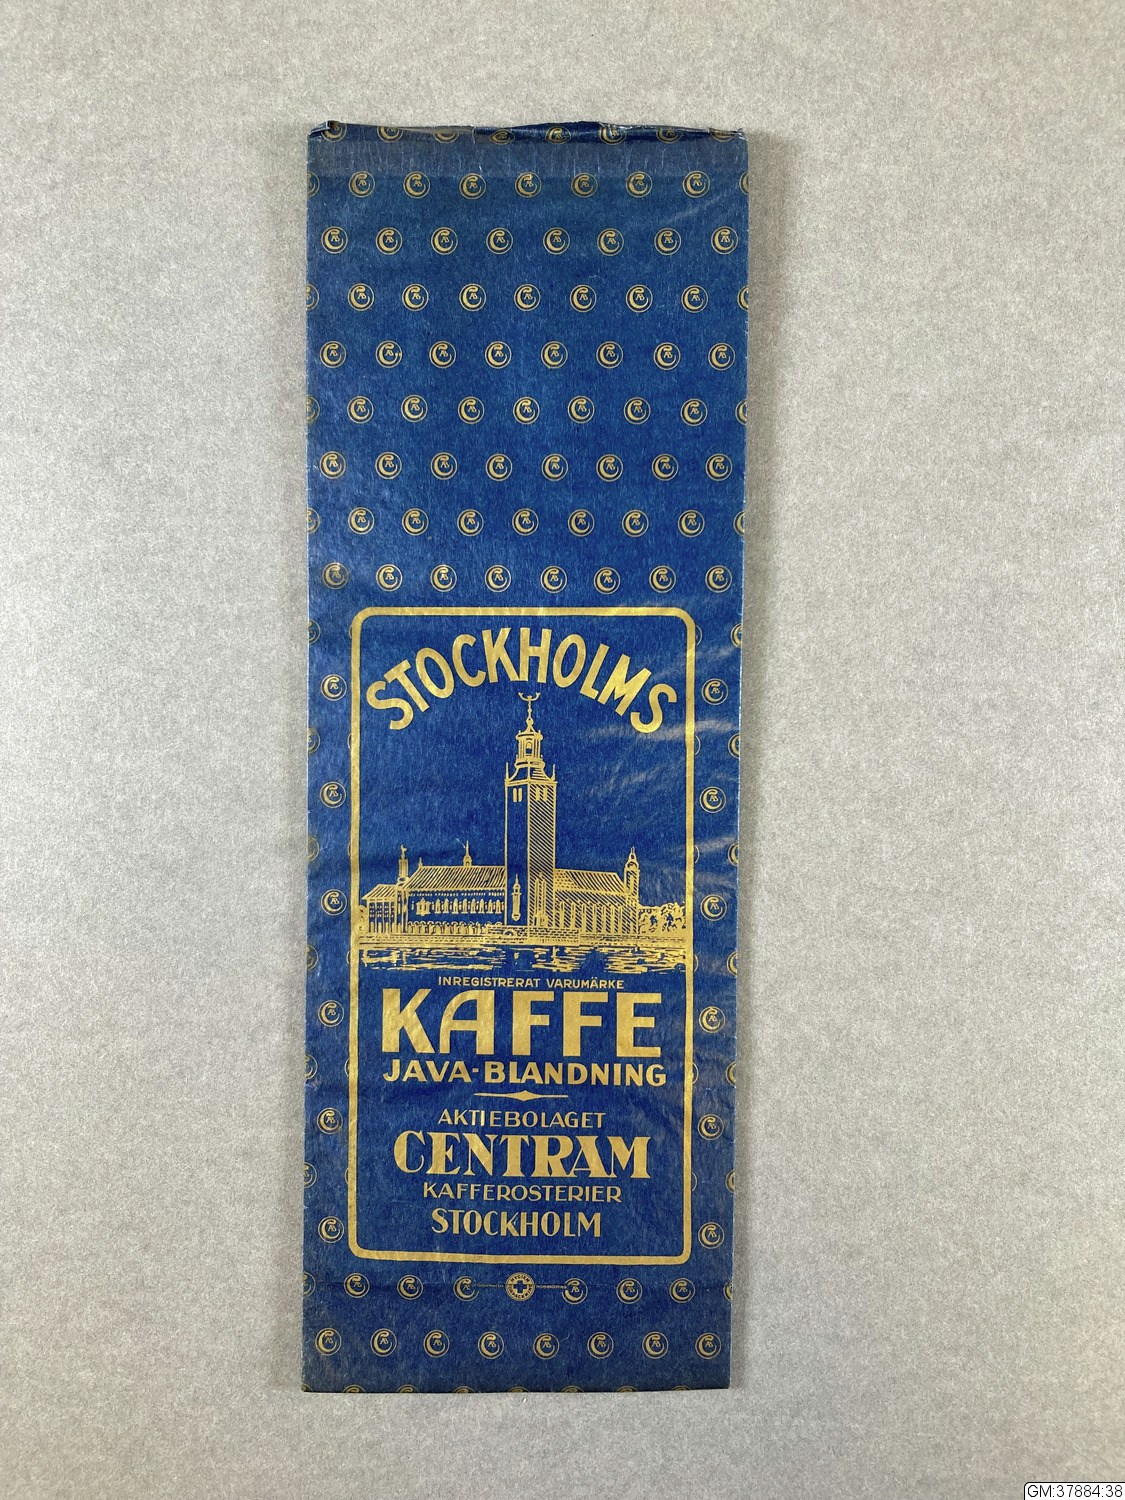 STOCKHOLMS
INREGISTRERAT VARUMÄRKE
KAFFE
JAVA-BLANDNING
AKTIEBOLAGET
CENTRAM
KAFFEROSTERIER
STOCKHOLM
GM:37884:38